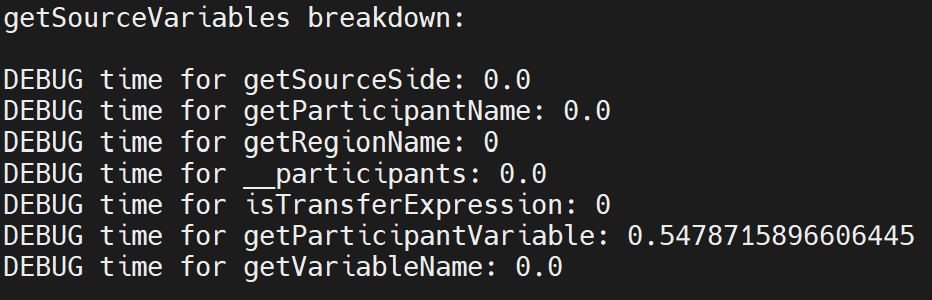 getSourceVariables breakdown:
DEBUG time for getSourceSide: 0.0
DEBUG time for getParticipantName: 0.0
DEBUG time for getRegionName: 0
DEBUG time for __participants: 0.0
DEBUG time for isTransferExpression: 0
DEBUG time for getParticipantVariable: 0.5478715896606445
DEBUG time for getVariableName: 0.0